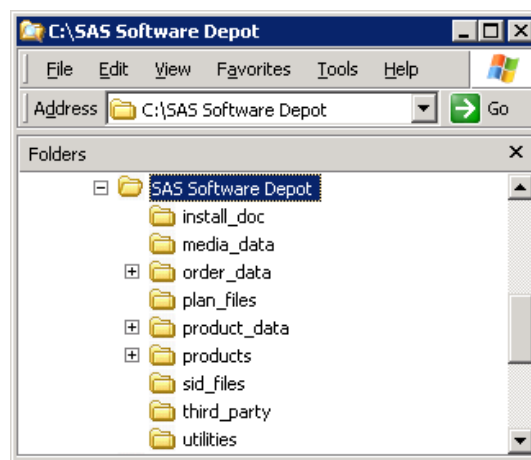 C:\SAS Software Depot
File Edit View Favorites Tools Help
Address C:\SAS Software Depot Go
Folders
SAS Software Depot
install_doc
media_data
order_data
plan_files
product_data
products
sid_files
third_party
utilities